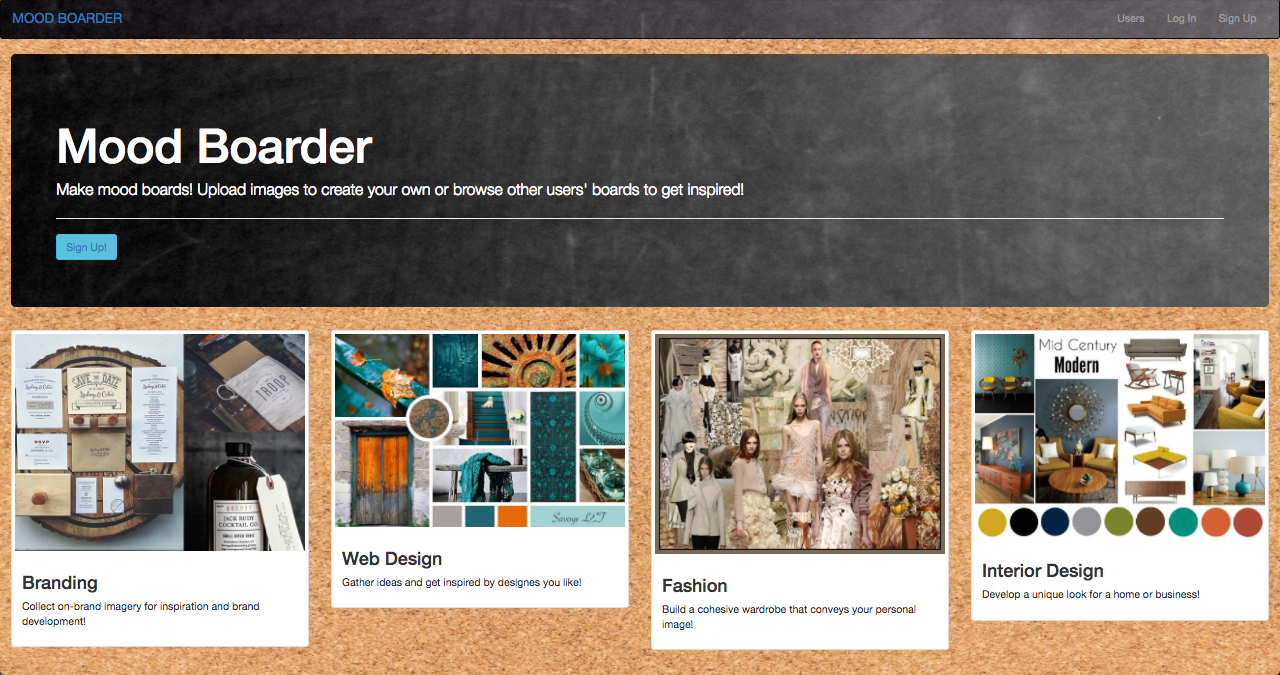 MOOD BOARDER
Users
Log In
Sign Up
Mood Boarder
Make mood boards! Upload images to create your own or browse other users' boards to get inspired!
Sign Up!
SAVE THE DATE
RSVP
TROOP
JACK RUDY
COCKTAIL CO.
Branding
Collect on-brand imagery for inspiration and brand
development!
Web Design
Gather ideas and get inspired by designes you like!
Fashion
Build a cohesive wardrobe that conveys your personal
image!
Mid Century
Modern
Interior Design
Develop a unique look for a home or business!